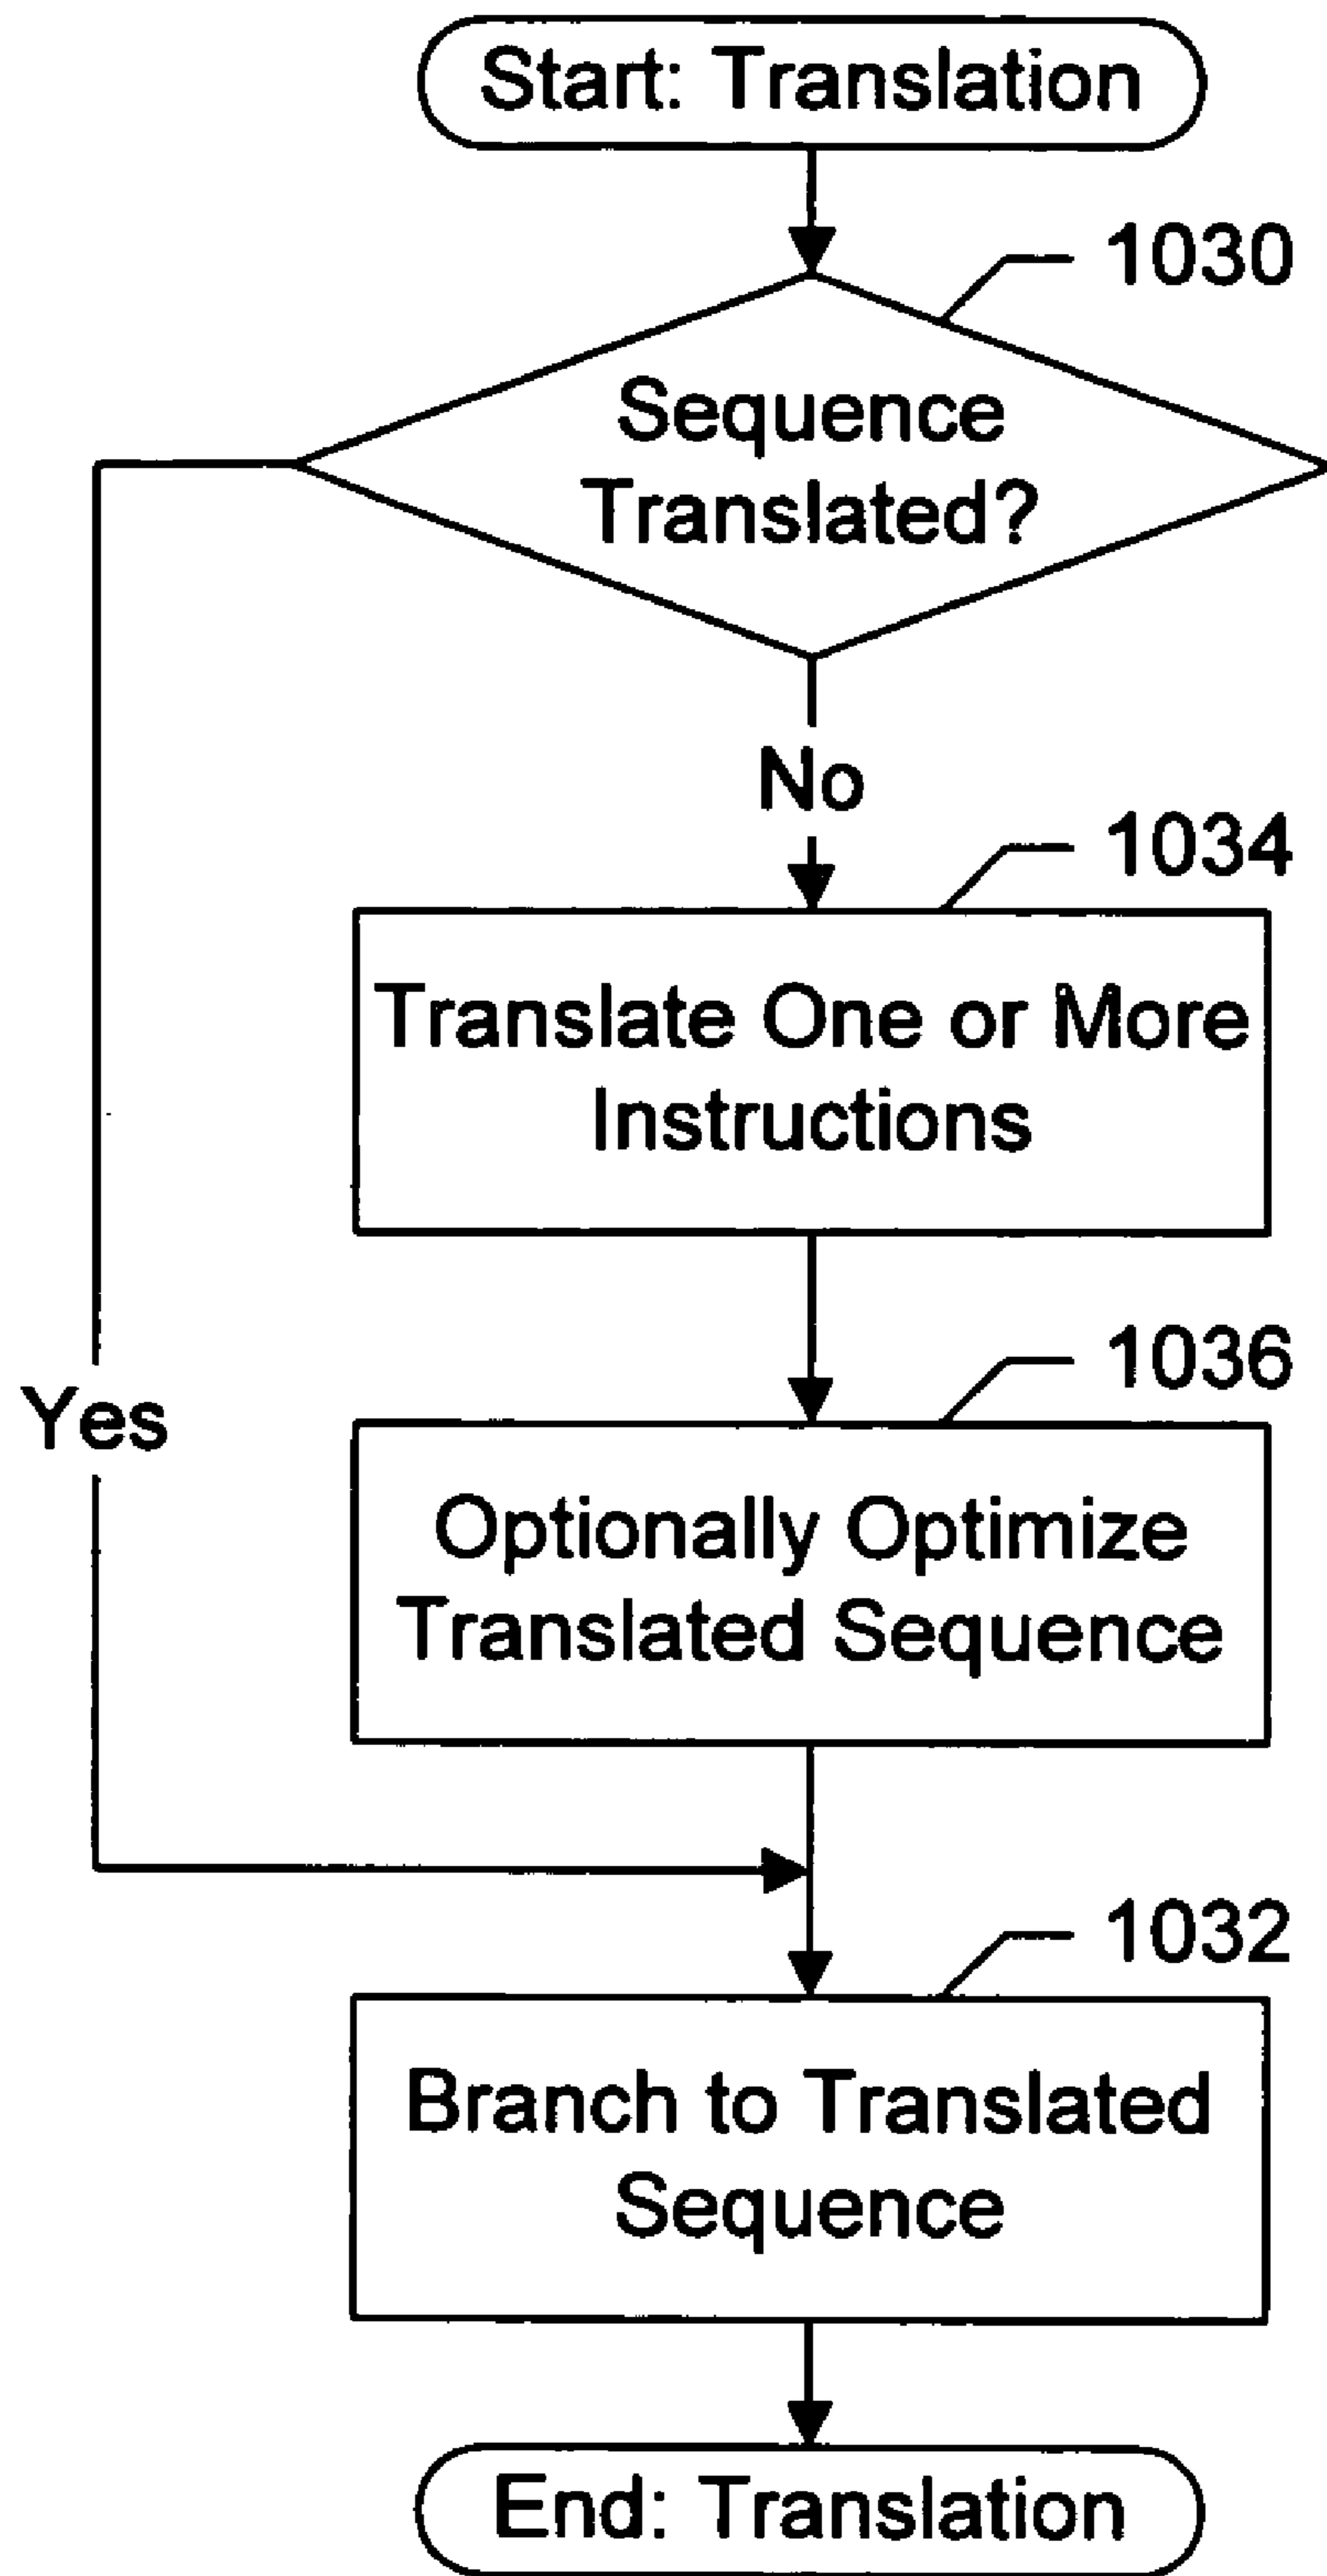 Start: Translation
1030
Sequence
Translated?
No
1034
Translate One or More
Instructions
1036
Yes
Optionally Optimize
Translated Sequence
1032
Branch to Translated
Sequence
End: Translation